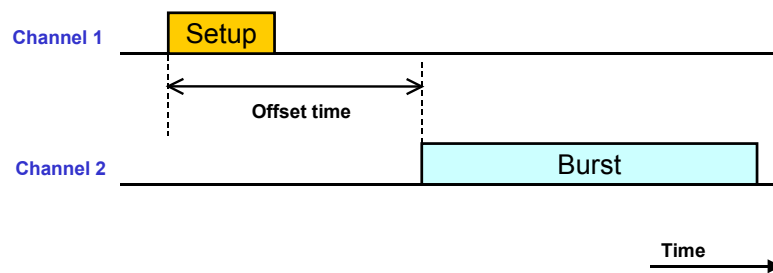 Channel 1
Setup
Offset time
Channel 2
Burst
Time